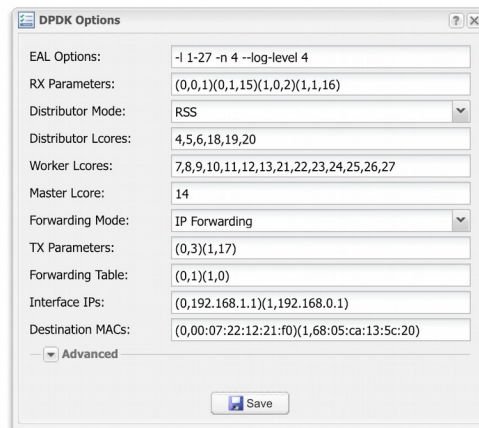 DPDK Options
EAL Options: -l 1-27 -n 4 --log-level 4
RX Parameters: (0,0,1)(0,1,15)(1,0,2)(1,1,16)
Distributor Mode: RSS
Distributor Lcores: 4,5,6,18,19,20
Worker Lcores: 7,8,9,10,11,12,13,21,22,23,24,25,26,27
Master Lcore: 14
Forwarding Mode: IP Forwarding
TX Parameters: (0,3)(1,17)
Forwarding Table: (0,1)(1,0)
Interface IPs: (0,192.168.1.1)(1,192.168.0.1)
Destination MACs: (0,00:07:22:12:21:f0)(1,68:05:ca:13:5c:20)
Advanced
Save